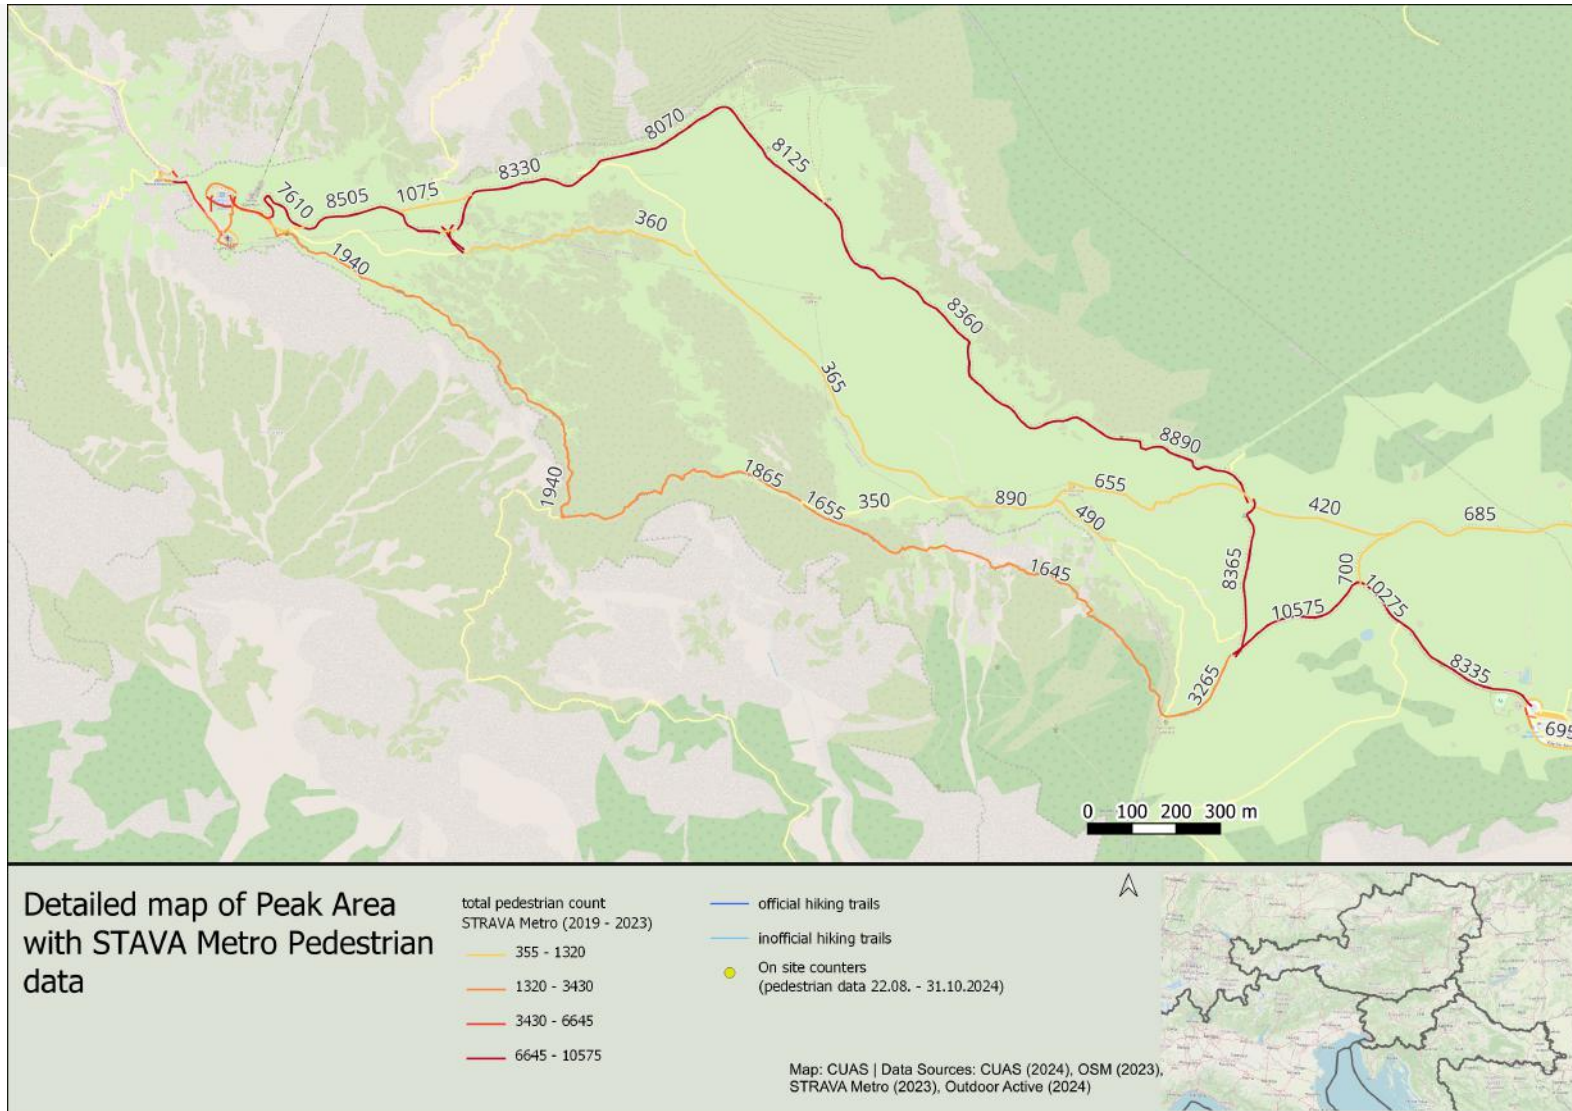 8070
8125
8330
1075
8505
7610
360
1940
8360
365
8890
1940
1865
655
1655
350
890
490
420
685
1645
8365
700
10275
10575
3265
8335
695
0 100 200 300 m
Detailed map of Peak Area
with STAVA Metro Pedestrian
data
total pedestrian count
STRAVA Metro (2019 - 2023)
355 - 1320
1320 - 3430
3430 - 6645
6645 - 10575
official hiking trails
inofficial hiking trails
On site counters
(pedestrian data 22.08. - 31.10.2024)
Map: CUAS | Data Sources: CUAS (2024), OSM (2023),
STRAVA Metro (2023), Outdoor Active (2024)